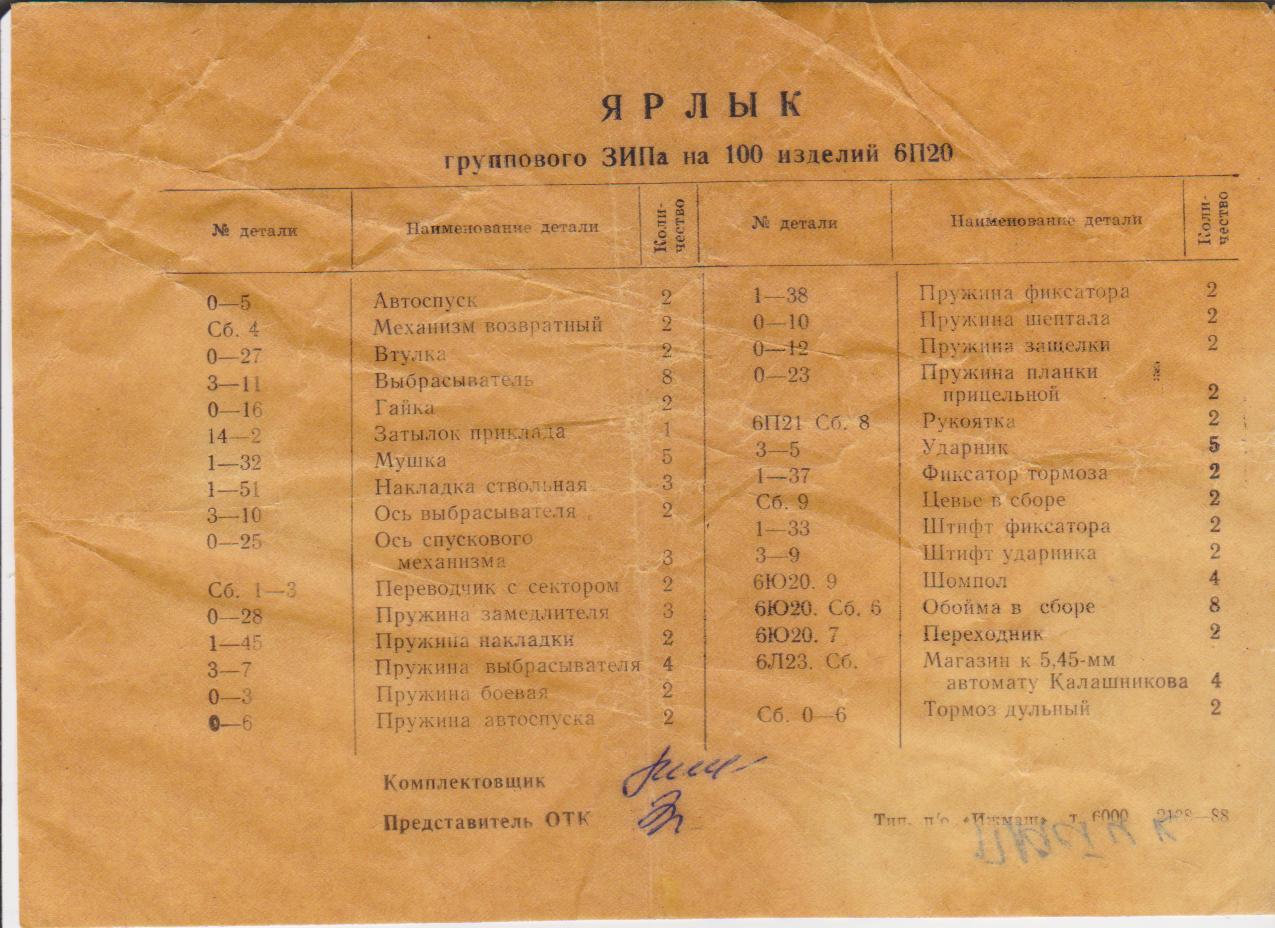 ЯРЛЫК
группового ЗИПа на 100 изделий 6П20
№ детали Наименование детали Коли-чество № детали Наименование детали Коли-чество
0—5 Автоспуск 2 1—38 Пружина фиксатора 2
Сб. 4 Механизм возвратный 2 0—10 Пружина шептала 2
0—27 Втулка 2 0—12 Пружина защелки 2
3—11 Выбрасыватель 8 0—23 Пружина планки
прицельной 2
0—16 Гайка 2 6П21 Сб. 8 Рукоятка 2
14—2 Затылок приклада 1 3—5 Ударник 5
1—32 Мушка 5 1—37 Фиксатор тормоза 2
1—51 Накладка ствольная 3 Сб. 9 Цевье в сборе 2
3—10 Ось выбрасывателя 2 1—33 Штифт фиксатора 2
0—25 Ось спускового 3—9 Штифт ударника 2
механизма 3
Сб. 1—3 Переводчик с сектором 2 6Ю20. 9 Шомпол 4
0—28 Пружина замедлителя 3 6Ю20. Сб. 6 Обойма в сборе 8
1—45 Пружина накладки 2 6Ю20. 7 Переходник 2
3—7 Пружина выбрасывателя 4 6Л23. Сб. Магазин к 5,45-мм
0—3 Пружина боевая 2 автомату Калашникова 4
0—6 Пружина автоспуска 2 Сб. 0—6 Тормоз дульный 2
Комплектовщик
Представитель ОТК
Тип. п/о «Ижмаш» т. 6000